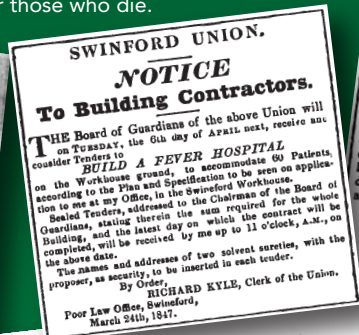 r those who die.
SWINFORD UNION.
NOTICE
To Building Contractors.
THE Board of Guardians of the above Union will
on TUESDAY, the 6th day of APRIL next, receive and
consider Tenders to
BUILD A FEVER HOSPITAL
on the Workhouse ground, to accommodate 60 Patients,
according to the Plan and Specification to be seen on applica-
tion to me at my Office, in the Swineford Workhouse.
Sealed Tenders, addressed to the Chairman of the Board of
Guardians, stating therein the sum required for the whole
Building, and the latest day on which the contract will be
completed, will be received by me up to 11 o'clock, A.M., on
the above date.
The names and addresses of two solvent sureties, with the
proposer, as security, to be inserted in each tender.
By Order,
RICHARD KYLE, Clerk of the Union.
Poor Law Office, Swineford,
March 24th, 1847.